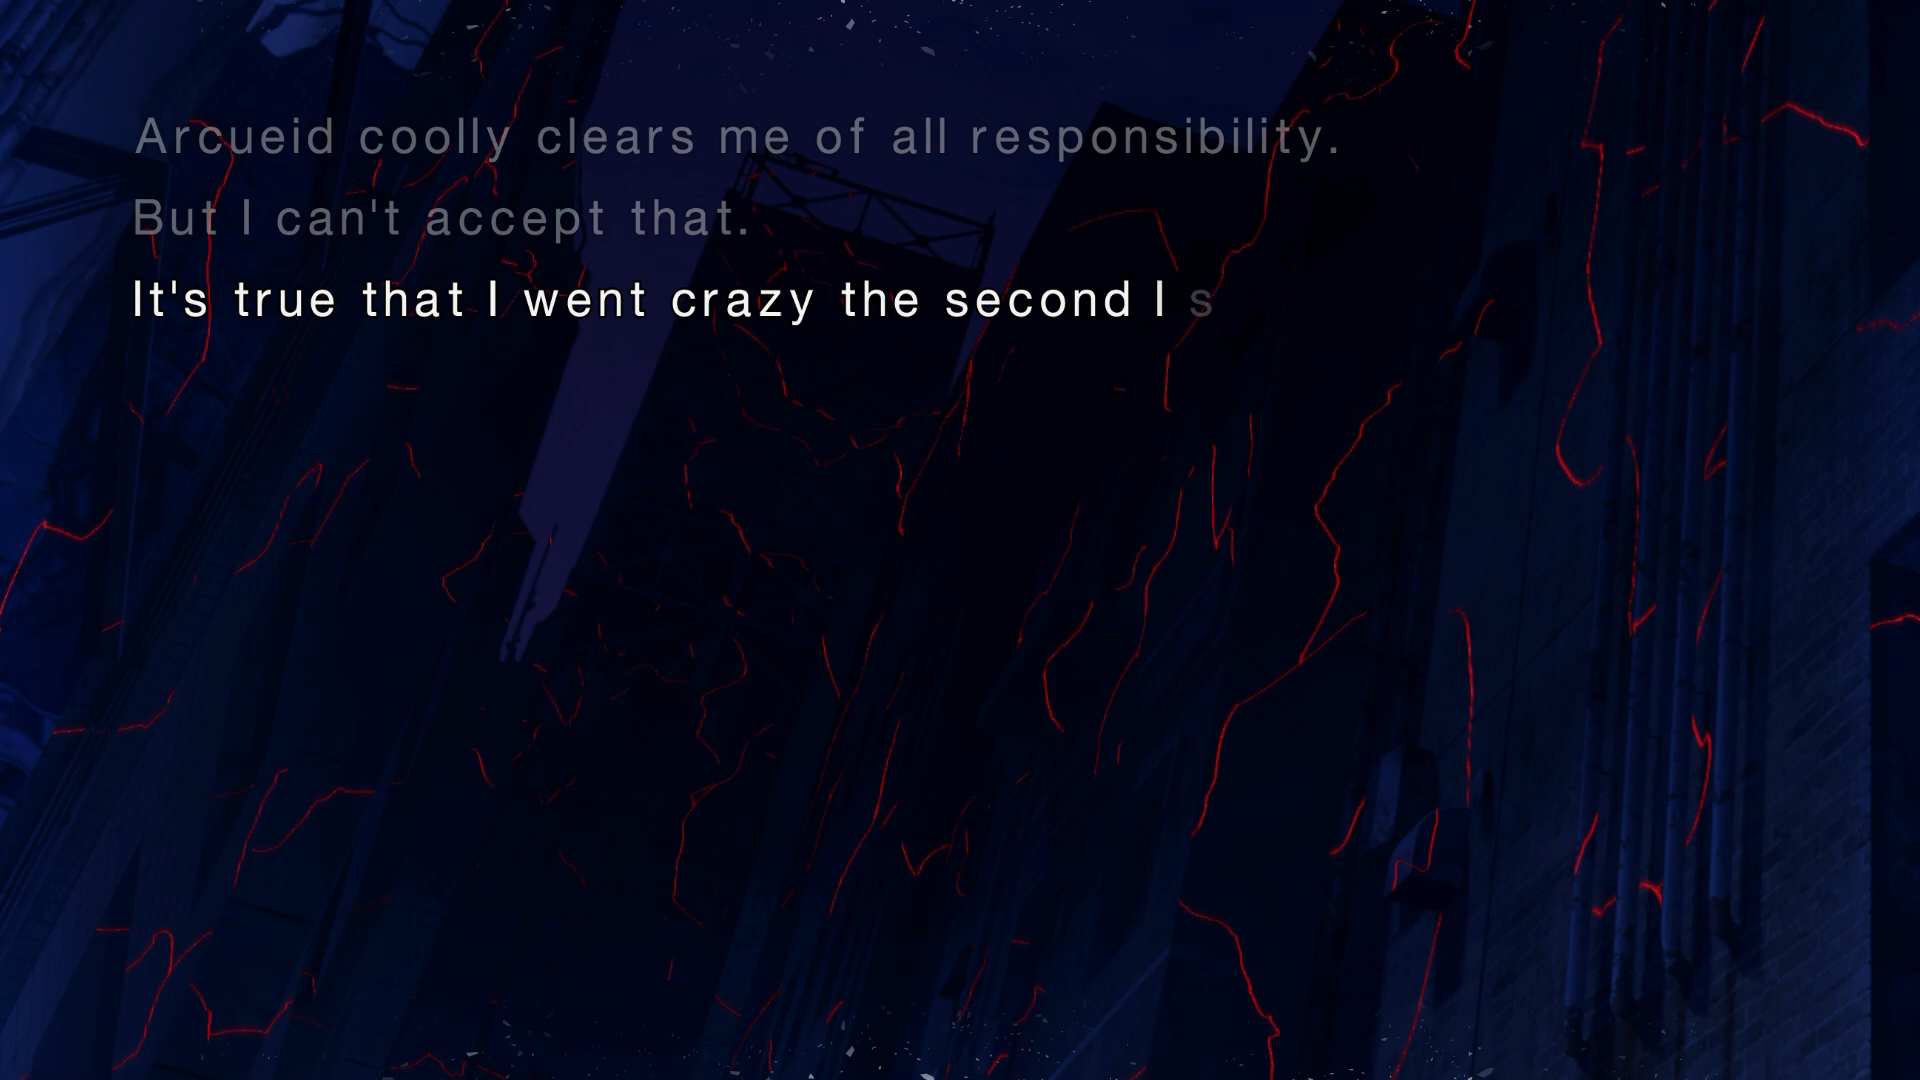 Arcueid coolly clears me of all responsibility.
But I can't accept that.
It's true that I went crazy the second I s